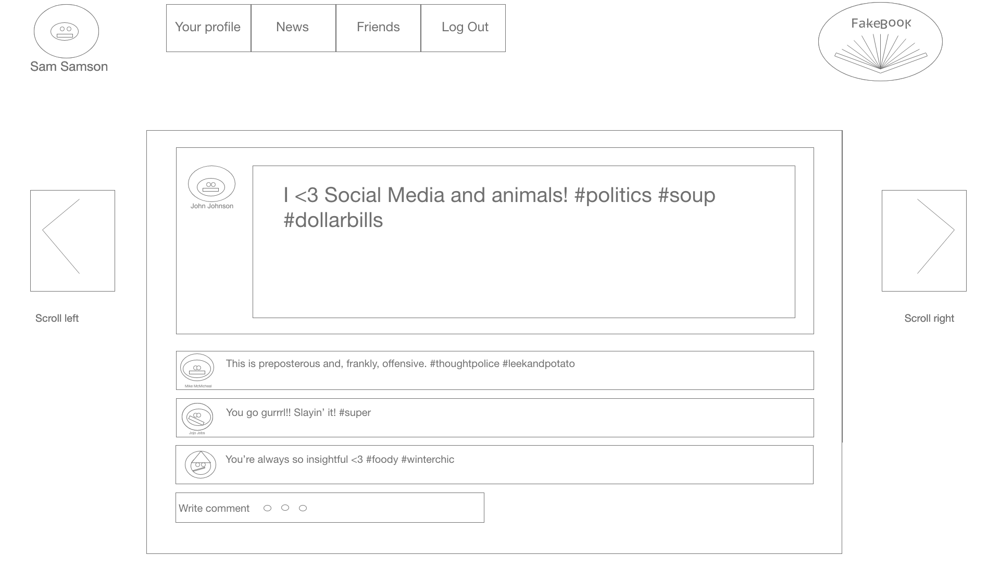 Your profile
News
Friends
Log Out
FakeBook
Sam Samson
I <3 Social Media and animals! #politics #soup
#dollarbills
John Johnson
Scroll left
Scroll right
This is preposterous and, frankly, offensive. #thoughtpolice #leekandpotato
Mike McMicheal
You go gurrrl!! Slayin’ it! #super
Jojo Jobs
You’re always so insightful <3 #foody #winterchic
Write comment